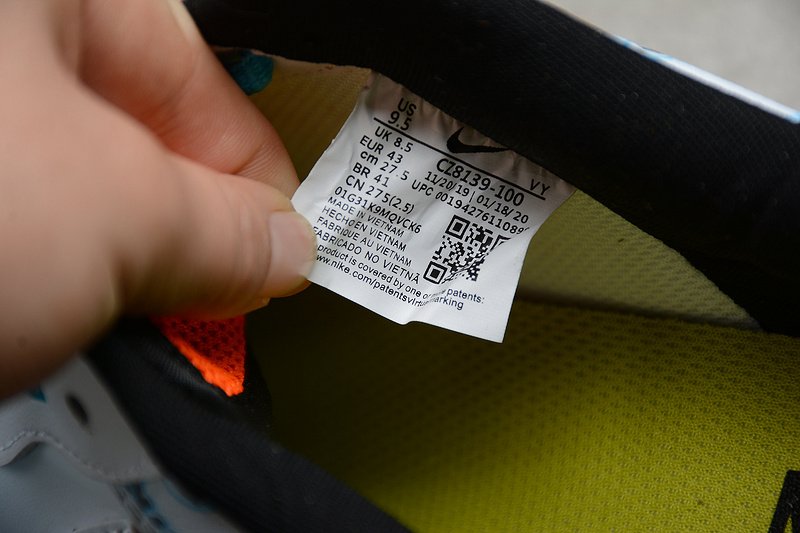 US
9.5
UK 8.5
EUR 43
cm 27.5
BR 41
CN 275(2.5)
CZ8139-100 VY
11/20/19 | 01/18/20
UPC 0019427611089
01G31K9MQVCK6
MADE IN VIETNAM
HECHO EN VIETNAM
FABRIQUE AU VIETNAM
FABRICADO NO VIETNÃ
product is covered by one or more patents:
www.nike.com/patentsvirtualmarking